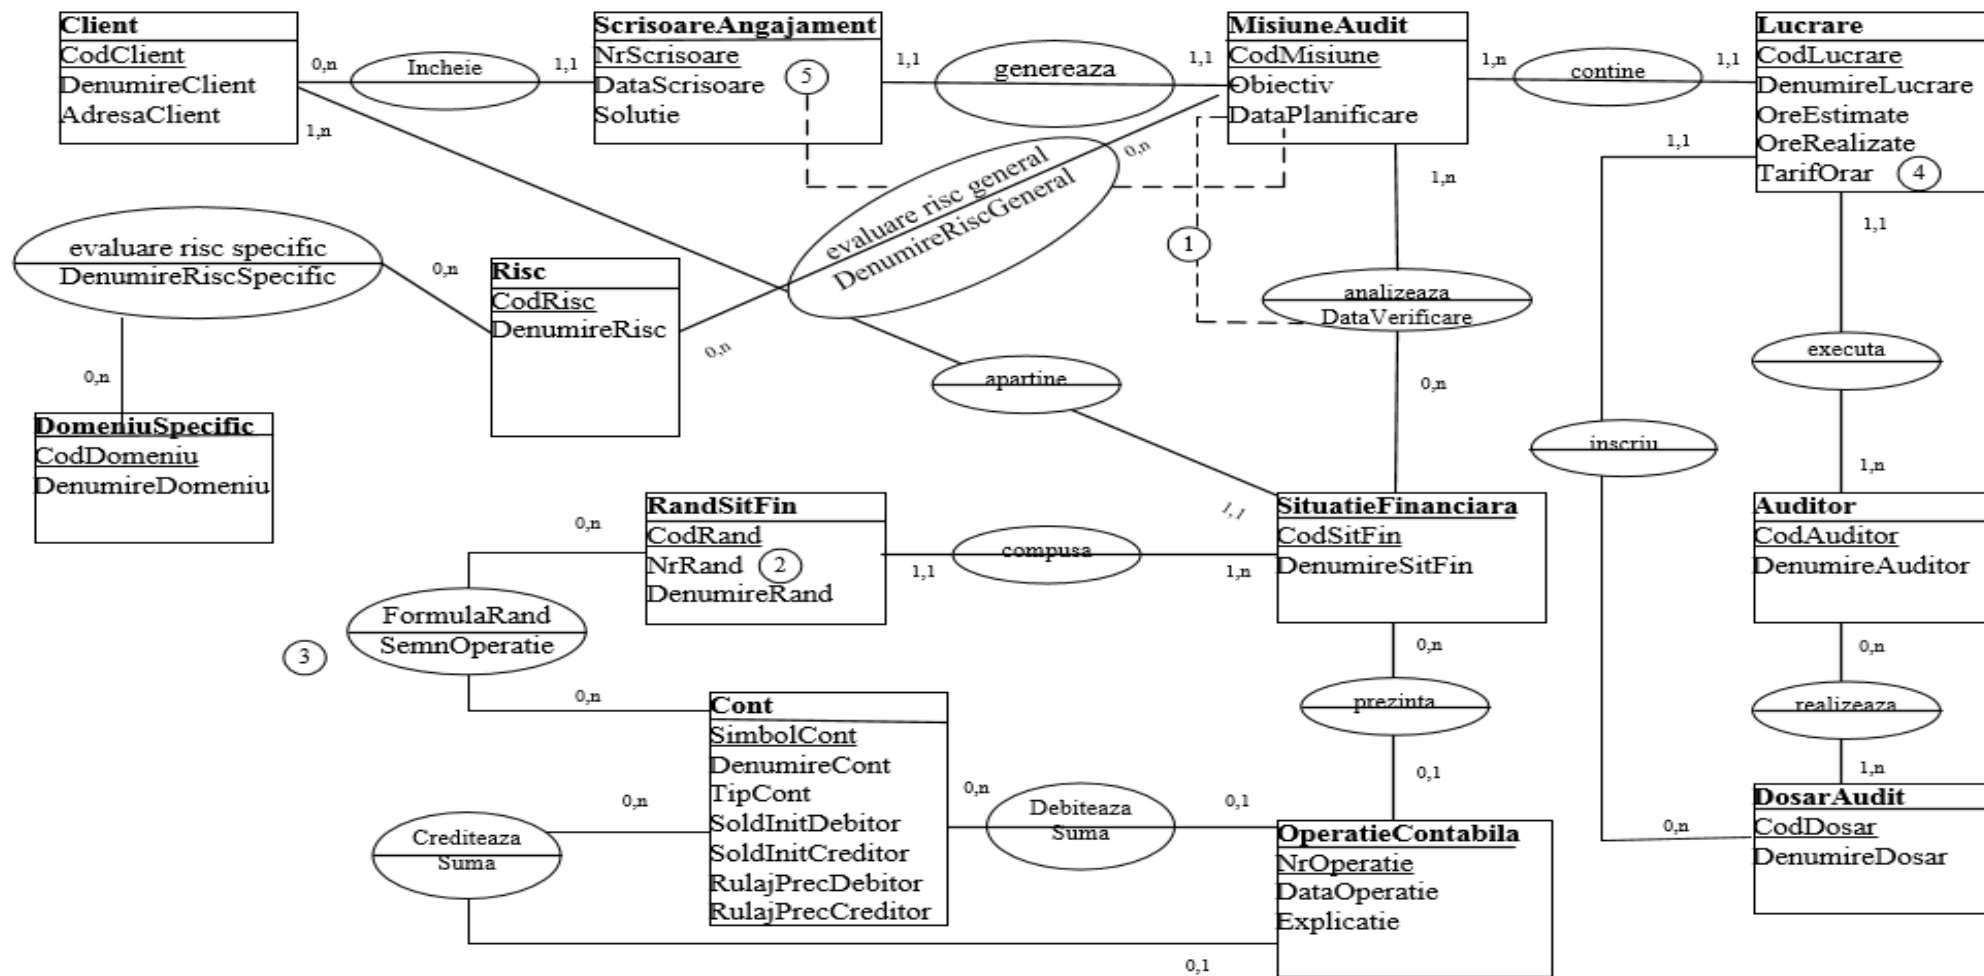 Client
CodClient
DenumireClient
AdresaClient
0,n
Incheie
1,1
1,n
ScrisoareAngajament
NrScrisoare
DataScrisoare
Solutie
5
1,1
genereaza
1,1
MisiuneAudit
CodMisiune
Obiectiv
DataPlanificare
1,n
contine
1,1
Lucrare
CodLucrare
DenumireLucrare
OreEstimate
OreRealizate
TarifOrar
4
1,1
1,1
0,n
evaluare risc general
DenumireRiscGeneral
0,n
1
1,n
analizeaza
DataVerificare
0,n
evaluare risc specific
DenumireRiscSpecific
0,n
0,n
Risc
CodRisc
DenumireRisc
DomeniuSpecific
CodDomeniu
DenumireDomeniu
apartine
1,1
executa
1,n
inscriu
RandSitFin
CodRand
NrRand
2
DenumireRand
1,1
compusa
1,n
SituatieFinanciara
CodSitFin
DenumireSitFin
Auditor
CodAuditor
DenumireAuditor
0,n
FormulaRand
SemnOperatie
3
0,n
0,n
prezinta
0,1
0,n
realizeaza
1,n
Cont
SimbolCont
DenumireCont
TipCont
SoldInitDebitor
SoldInitCreditor
RulajPrecDebitor
RulajPrecCreditor
0,n
Debiteaza
Suma
0,1
0,n
Crediteaza
Suma
0,1
OperatieContabila
NrOperatie
DataOperatie
Explicatie
DosarAudit
CodDosar
DenumireDosar
0,n